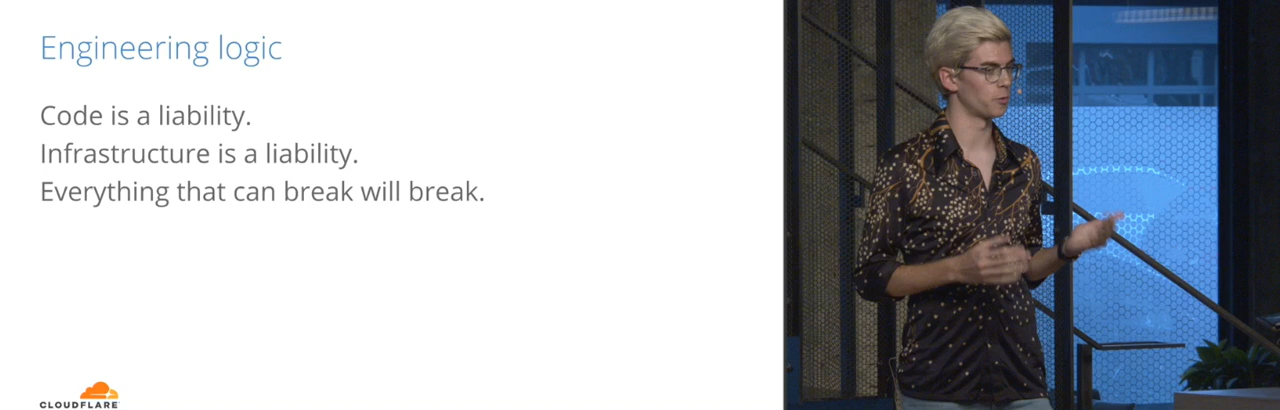 Engineering logic
Code is a liability.
Infrastructure is a liability.
Everything that can break will break.
CLOUDFLARE